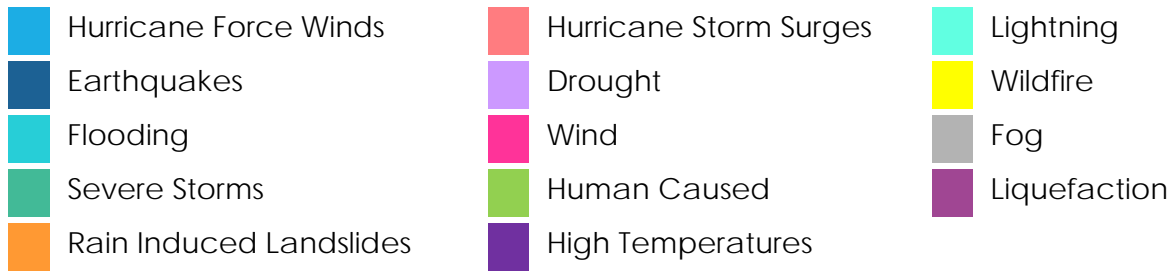 Hurricane Force Winds
Earthquakes
Flooding
Severe Storms
Rain Induced Landslides
Hurricane Storm Surges
Drought
Wind
Human Caused
High Temperatures
Lightning
Wildfire
Fog
Liquefaction